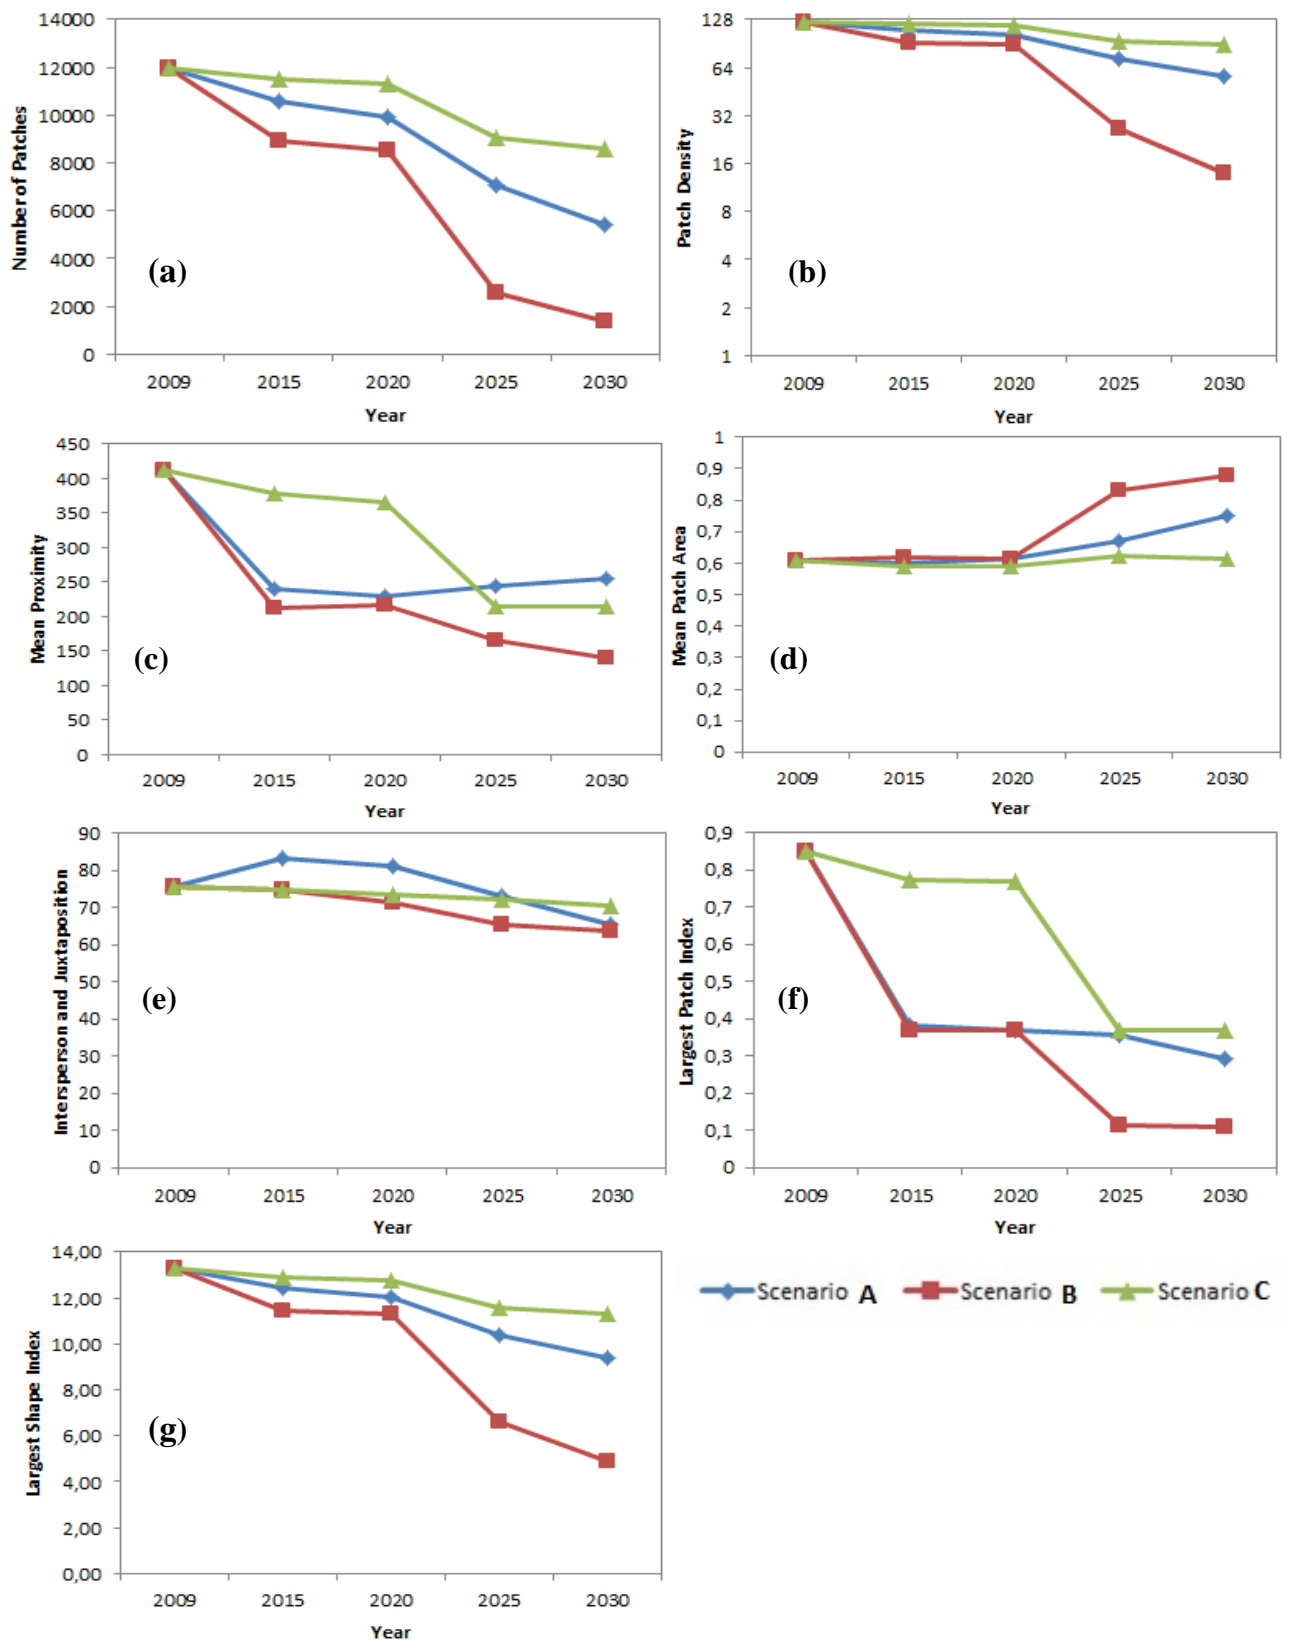 14000
12000
10000
8000
6000
4000
2000
0
Number of Patches
(a)
2009 2015 2020 2025 2030
Year
128
64
32
16
8
4
2
1
Patch Density
(b)
2009 2015 2020 2025 2030
Year
450
400
350
300
250
200
150
100
50
0
Mean Proximity
(c)
2009 2015 2020 2025 2030
Year
1
0,9
0,8
0,7
0,6
0,5
0,4
0,3
0,2
0,1
0
Mean Patch Area
(d)
2009 2015 2020 2025 2030
Year
90
80
70
60
50
40
30
20
10
0
Intersperson and Juxtaposition
(e)
2009 2015 2020 2025 2030
Year
0,9
0,8
0,7
0,6
0,5
0,4
0,3
0,2
0,1
0
Largest Patch Index
(f)
2009 2015 2020 2025 2030
Year
14,00
12,00
10,00
8,00
6,00
4,00
2,00
0,00
Largest Shape Index
(g)
2009 2015 2020 2025 2030
Year
Scenario A Scenario B Scenario C